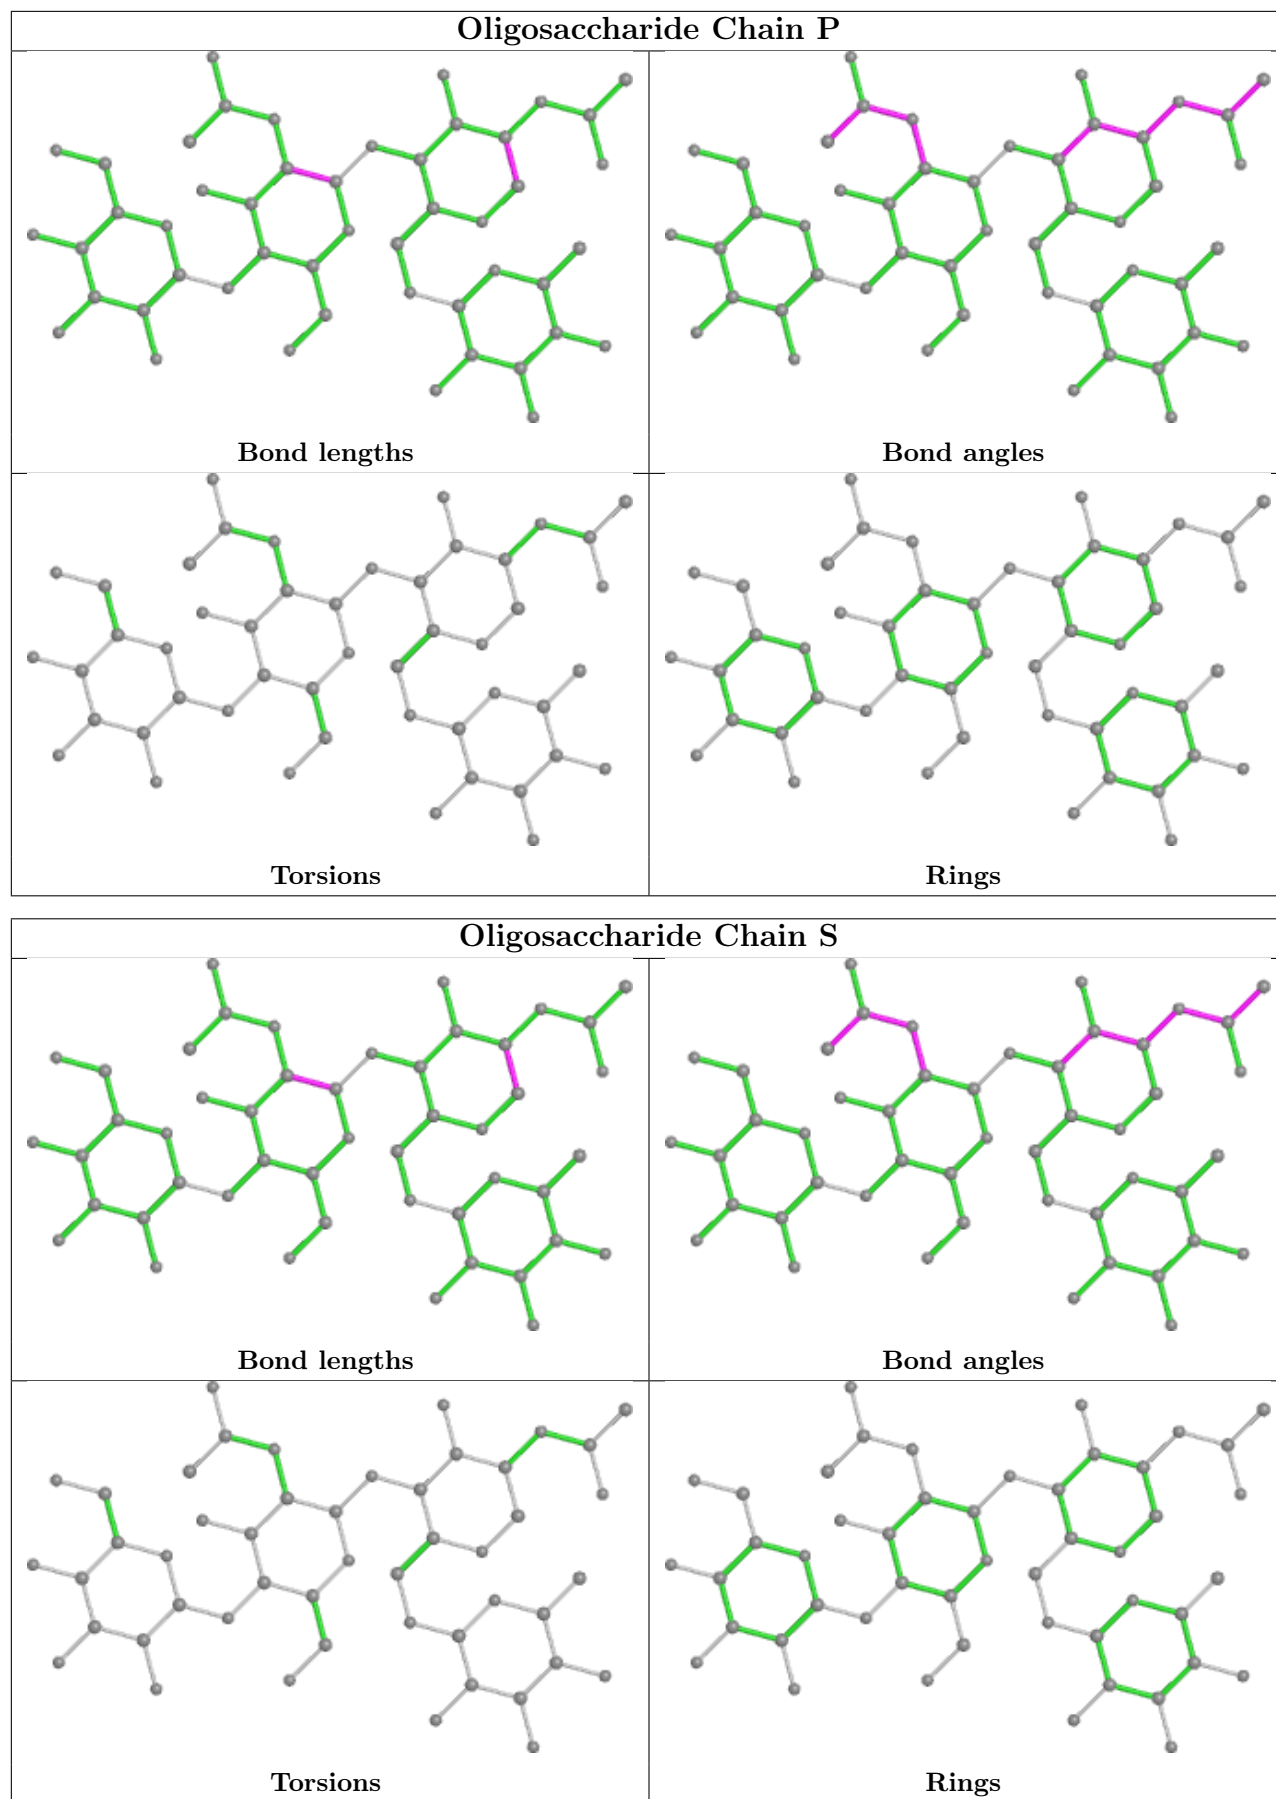 Oligosaccharide Chain P
Bond lengths
Bond angles
Torsions
Rings
Oligosaccharide Chain S
Bond lengths
Bond angles
Torsions
Rings